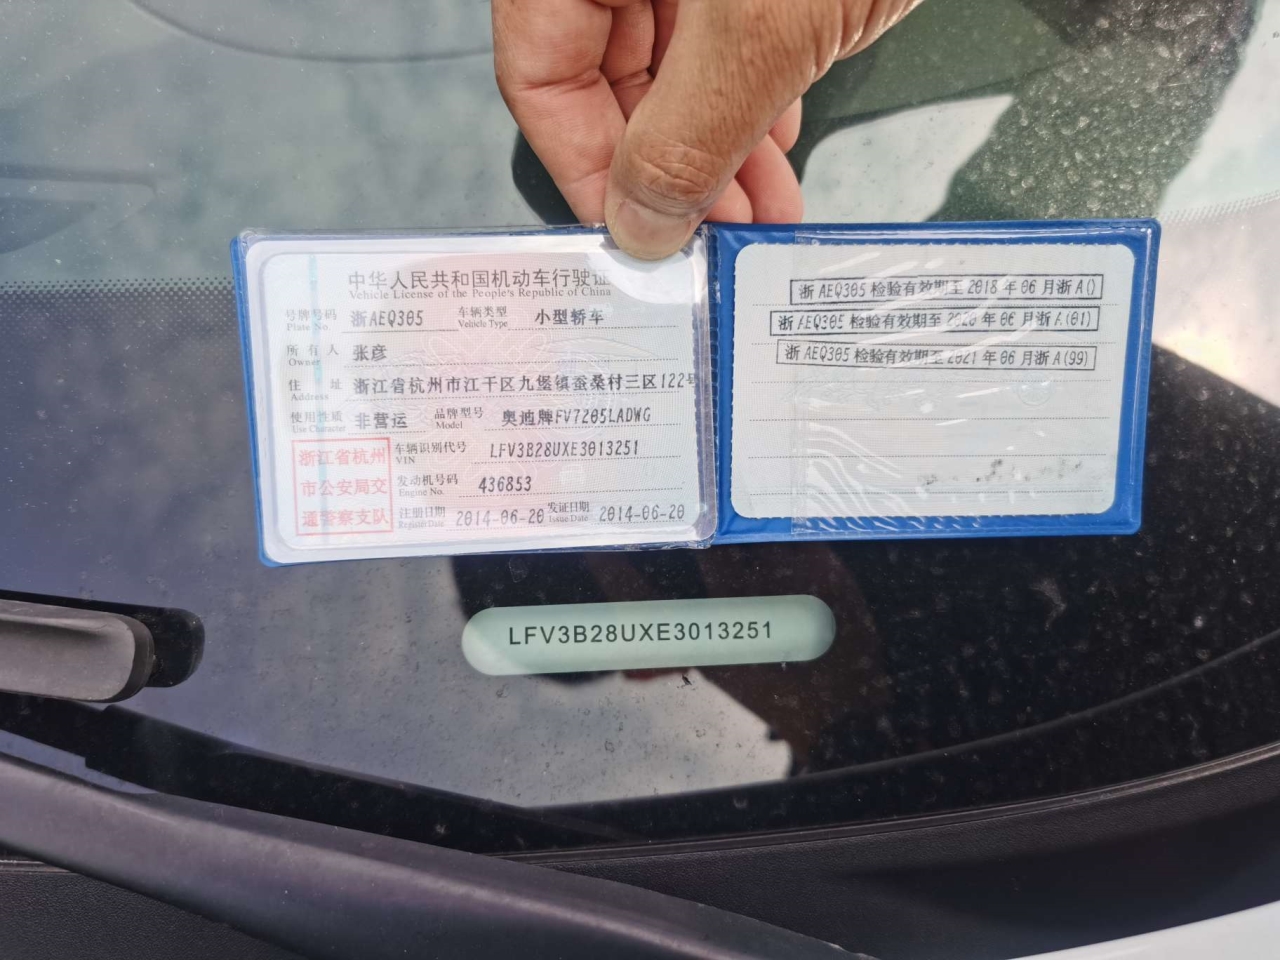 中华人民共和国机动车行驶证
Vehicle License of the People's Republic of China
号牌号码 浙AEQ305 车辆类型 小型轿车
Plate No. Vehicle Type
所有人 张彦
Owner
住址 浙江省杭州市江干区九堡镇蚕桑村三区122号
Address
使用性质 非营运 品牌型号 奥迪牌FV7205LADWG
Use Character Model
浙江省杭州
市公安局交
通警察支队
车辆识别代号 LFV3B28UXE3013251
VIN
发动机号码 436853
Engine No.
注册日期 2014-06-20 发证日期 2014-06-20
Register Date Issue Date
浙AEQ305检验有效期至2018年06月浙A()
浙AEQ305检验有效期至2020年06月浙A(01)
浙AEQ305检验有效期至2021年06月浙A(99)
LFV3B28UXE3013251